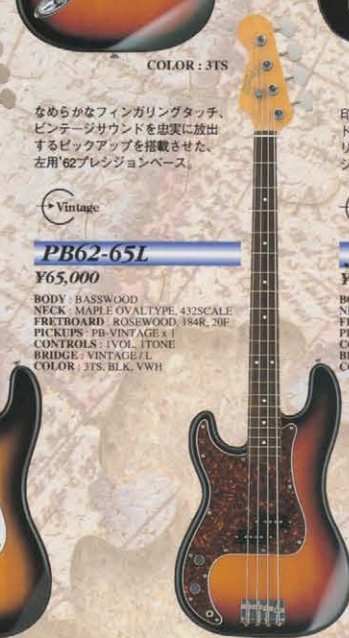 COLOR : 3TS
なめらかなフィンガリングタッチ、
ビンテージサウンドを忠実に放出
するピックアップを搭載させた、
左用'62プレシジョンベース。
Vintage
PB62-65L
¥65,000
BODY : BASSWOOD
NECK : MAPLE OVALTYPE, 432SCALE
FRETBOARD : ROSEWOOD, 184R, 20F
PICKUPS : PB-VINTAGE x 1
CONTROLS : 1VOL, 1TONE
BRIDGE : VINTAGE / L
COLOR : 3TS, BLK, VWH